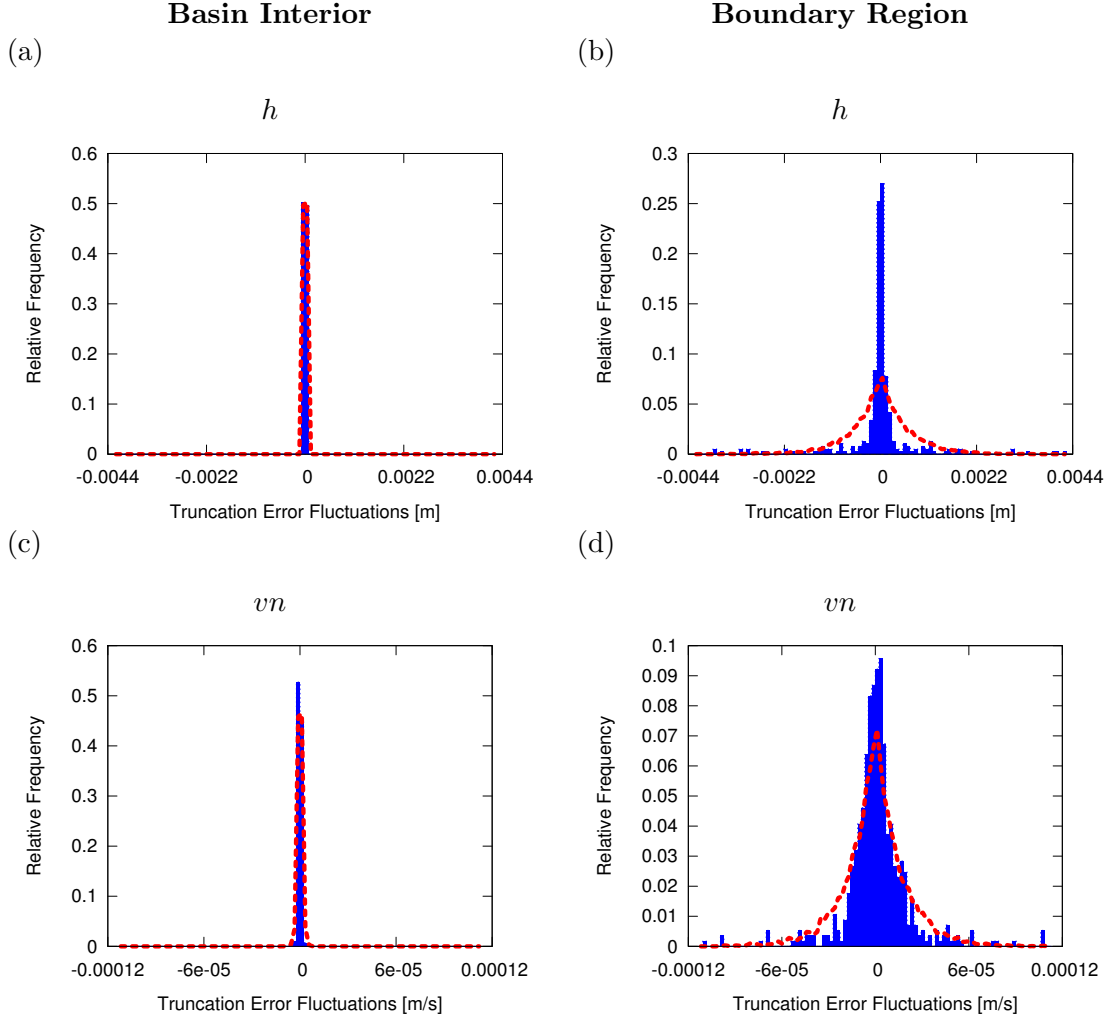 Basin Interior
Boundary Region
(a)
(b)
h
h
0.6
0.5
0.4
0.3
0.2
0.1
0
Relative Frequency
-0.0044 -0.0022 0 0.0022 0.0044
Truncation Error Fluctuations [m]
0.3
0.25
0.2
0.15
0.1
0.05
0
Relative Frequency
-0.0044 -0.0022 0 0.0022 0.0044
Truncation Error Fluctuations [m]
(c)
(d)
vn
vn
0.6
0.5
0.4
0.3
0.2
0.1
0
Relative Frequency
-0.00012 -6e-05 0 6e-05 0.00012
Truncation Error Fluctuations [m/s]
0.1
0.09
0.08
0.07
0.06
0.05
0.04
0.03
0.02
0.01
0
Relative Frequency
-0.00012 -6e-05 0 6e-05 0.00012
Truncation Error Fluctuations [m/s]